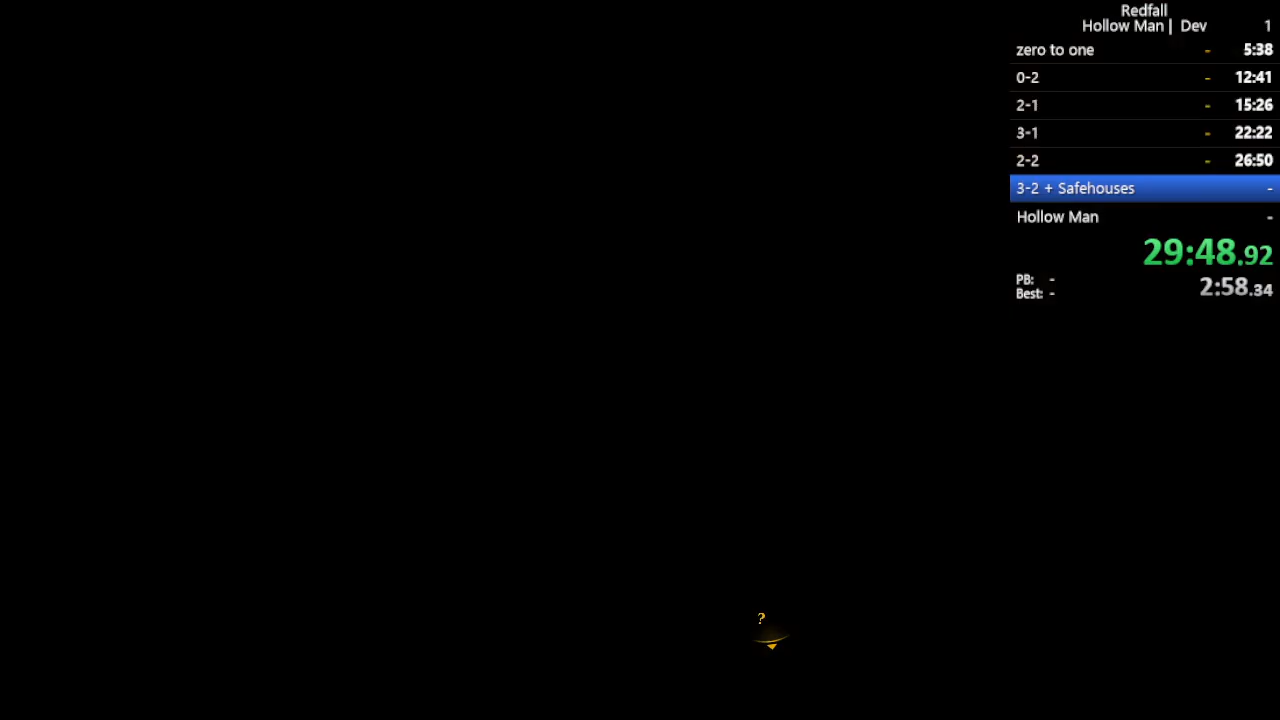 Redfall
Hollow Man | Dev 1
zero to one - 5:38
0-2 - 12:41
2-1 - 15:26
3-1 - 22:22
2-2 - 26:50
3-2 + Safehouses -
Hollow Man -
29:48.92
PB: -
Best: -
2:58.34
?